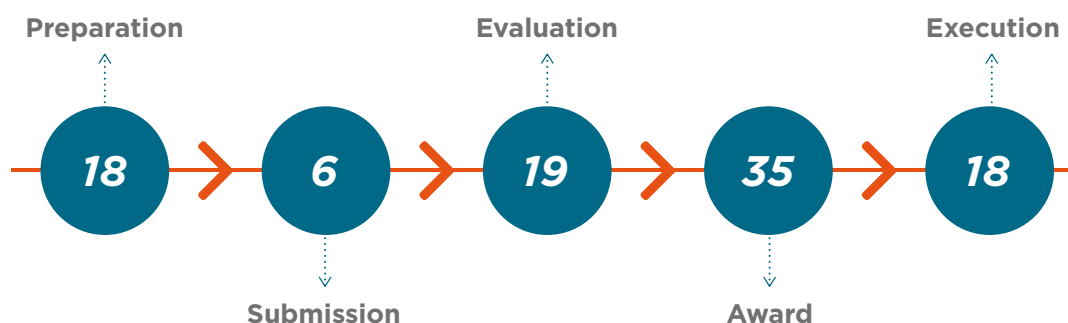 Preparation
Evaluation
Execution
18
6
19
35
18
Submission
Award